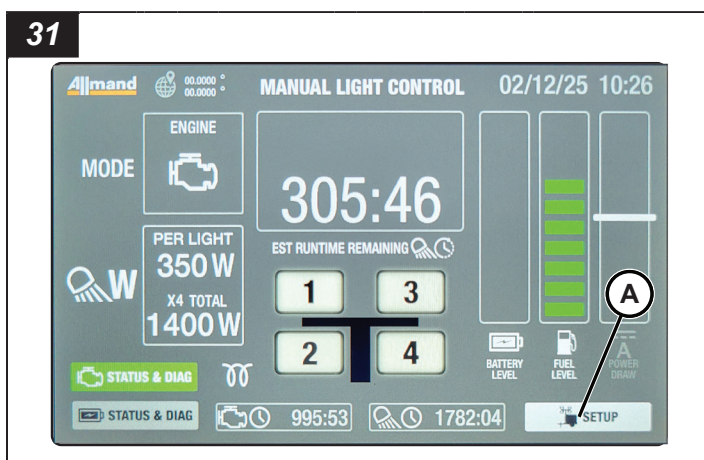 31
Allmand 00.0000 ° MANUAL LIGHT CONTROL 02/12/25 10:26
00.0000 °
ENGINE
MODE
305:46
PER LIGHT
350 W
EST RUNTIME REMAINING
W
X4 TOTAL
1400 W
1 3
2 4
A
BATTERY LEVEL
FUEL LEVEL
A
POWER DRAW
STATUS & DIAG
STATUS & DIAG 995:53 1782:04 SETUP